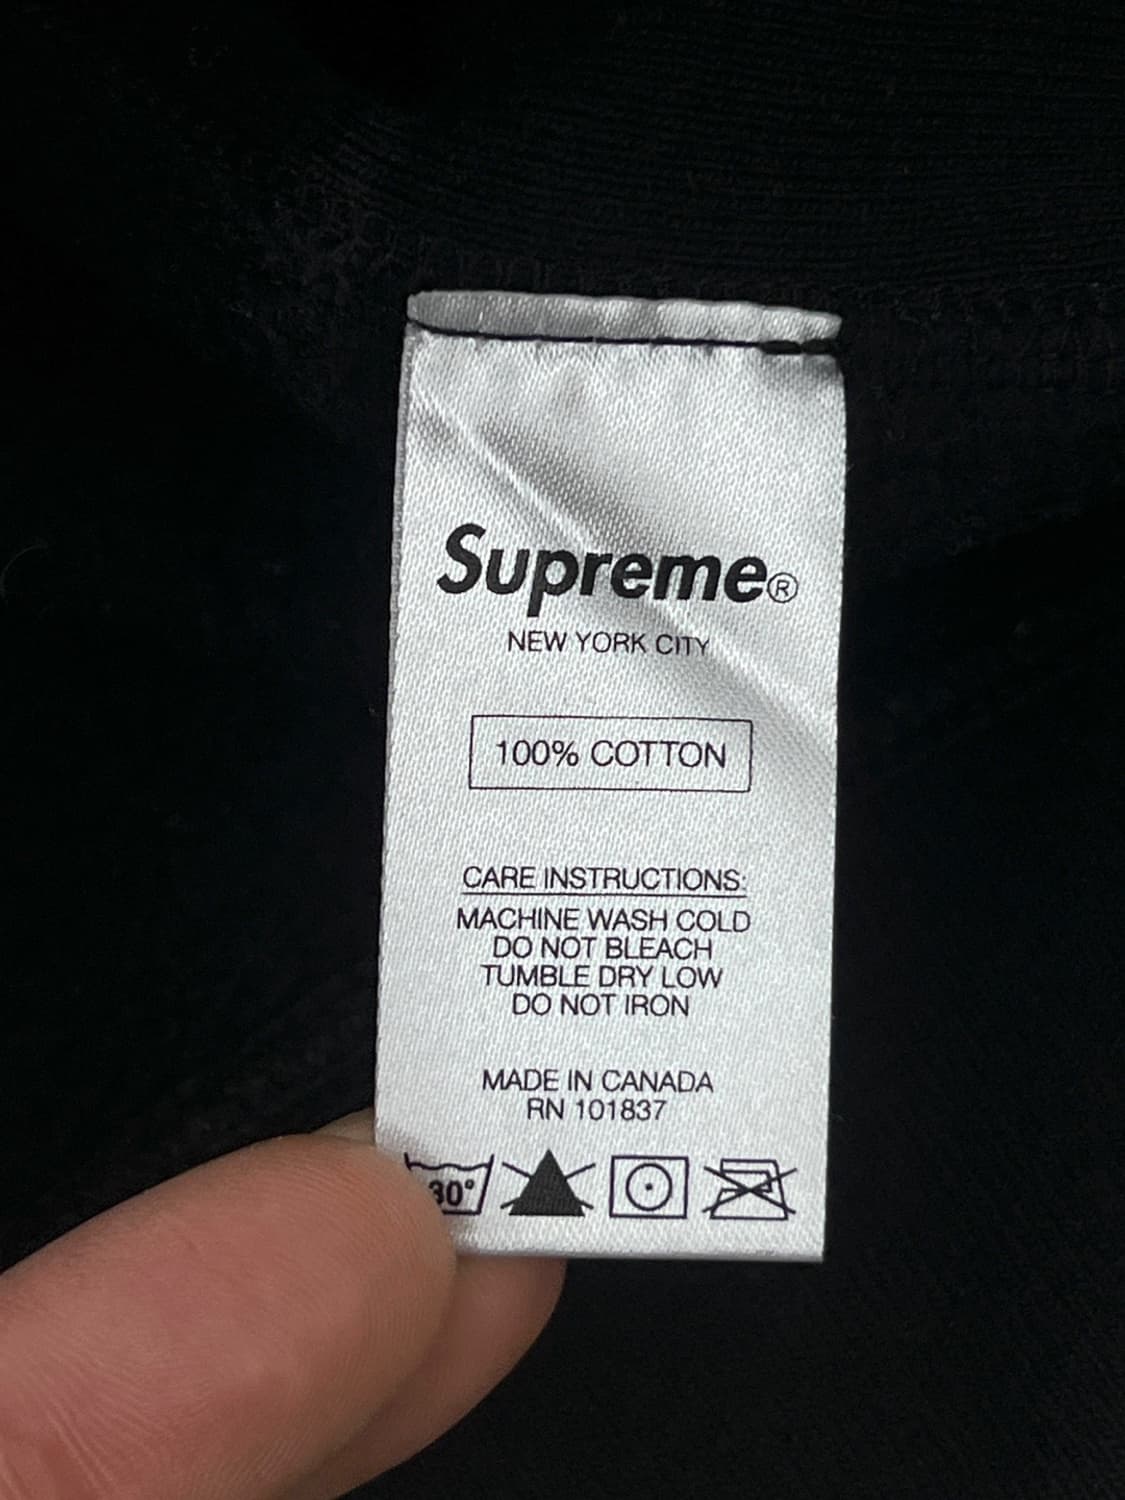 Supreme®
NEW YORK CITY
100% COTTON
CARE INSTRUCTIONS:
MACHINE WASH COLD
DO NOT BLEACH
TUMBLE DRY LOW
DO NOT IRON
MADE IN CANADA
RN 101837
30°